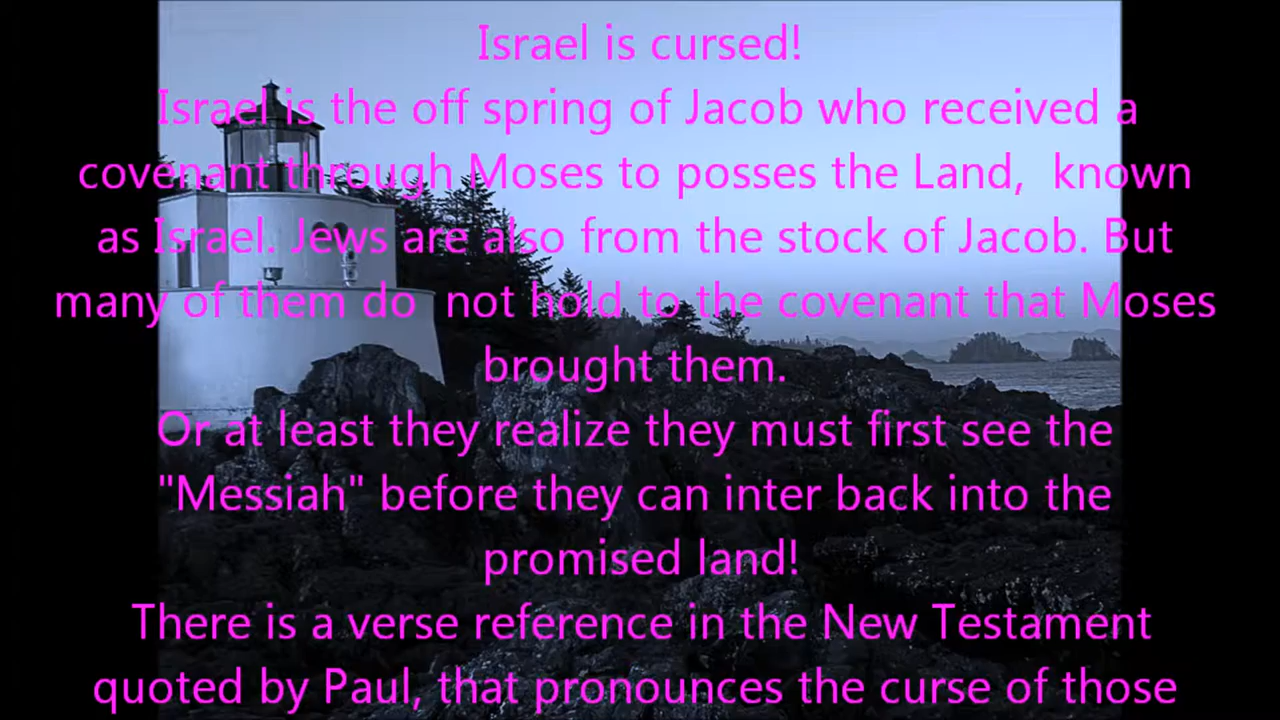 Israel is cursed!
Israel is the off spring of Jacob who received a
covenant through Moses to posses the Land,  known
as Israel. Jews are also from the stock of Jacob. But
many of them do  not hold to the covenant that Moses
brought them.
Or at least they realize they must first see the
"Messiah" before they can inter back into the
promised land!
There is a verse reference in the New Testament
quoted by Paul, that pronounces the curse of those